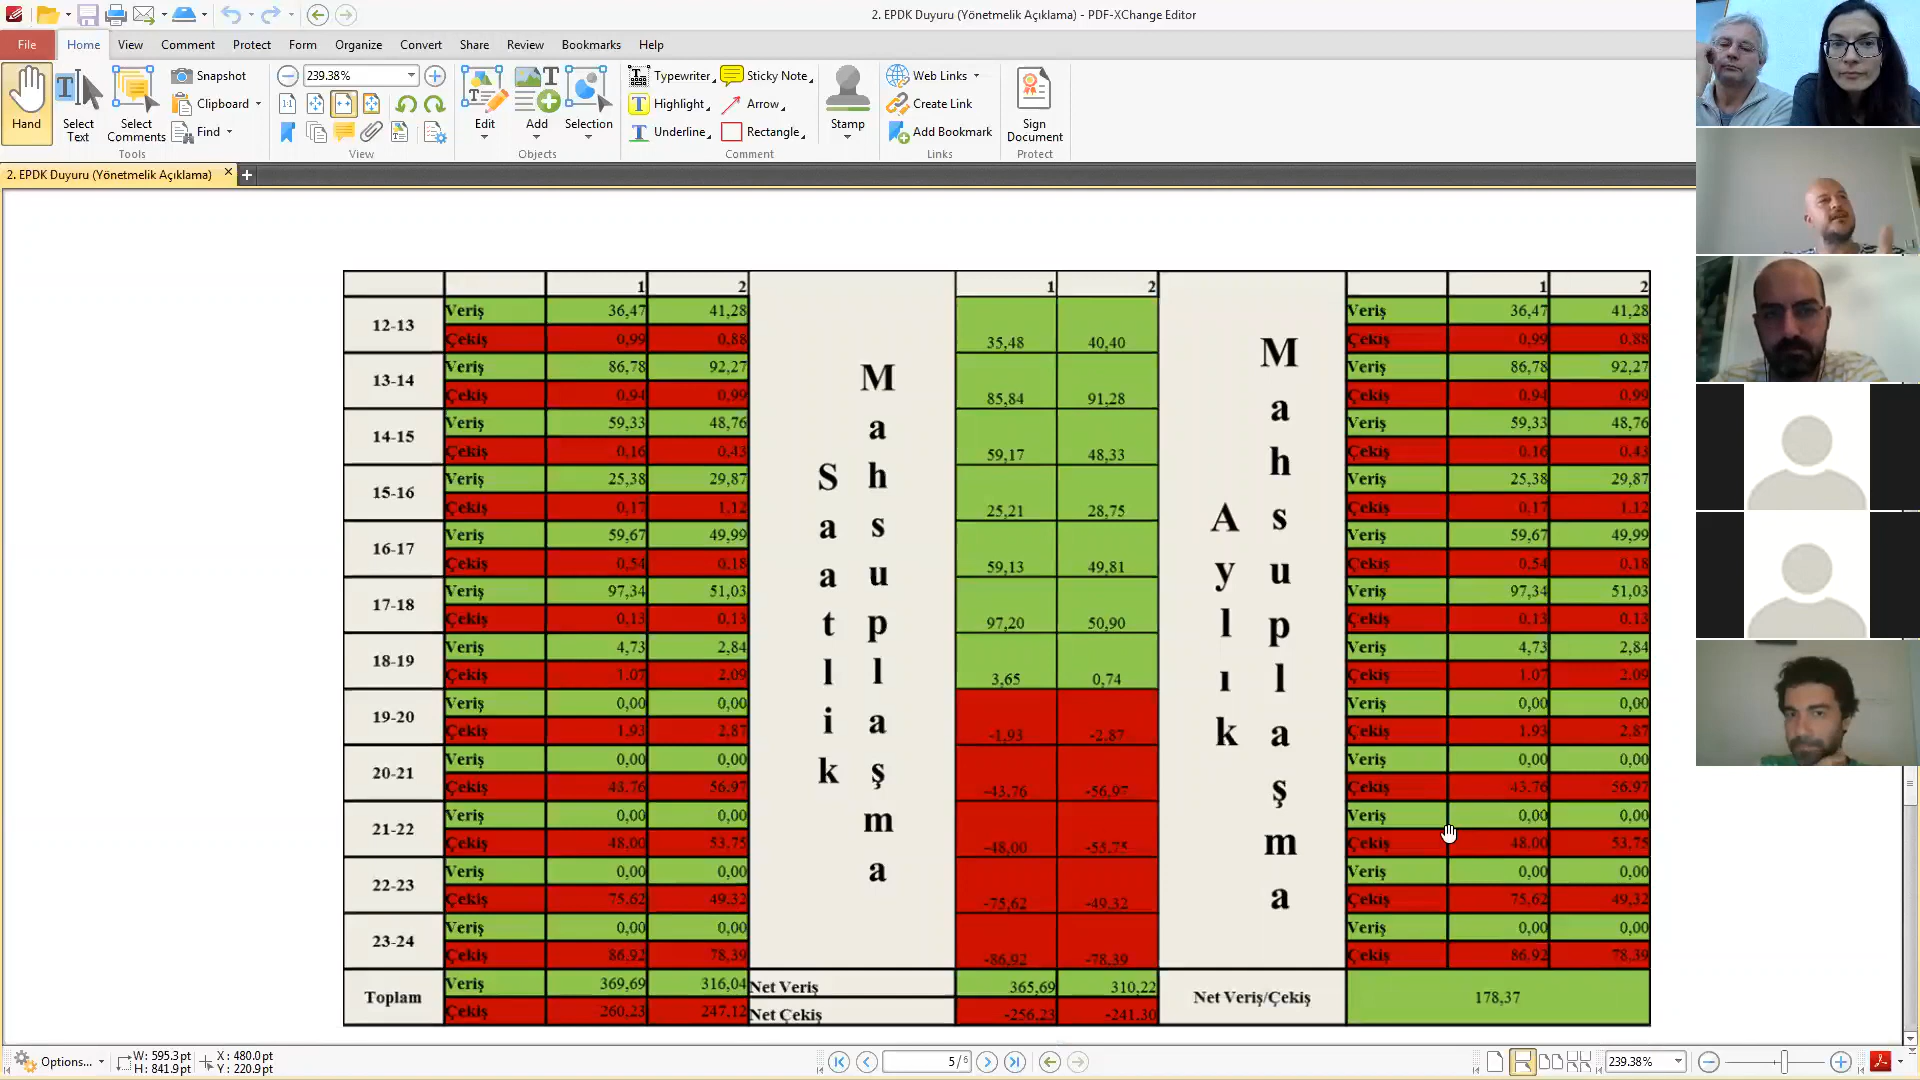 2. EPDK Duyuru (Yönetmelik Açıklama) - PDF-XChange Editor
File Home View Comment Protect Form Organize Convert Share Review Bookmarks Help
Hand
Select Text
Select Comments
Snapshot
Clipboard
Find
Tools
239.38%
View
Edit
Add
Selection
Objects
Typewriter
Highlight
Underline
Sticky Note
Arrow
Rectangle
Stamp
Comment
Web Links
Create Link
Add Bookmark
Links
Sign Document
Protect
2. EPDK Duyuru (Yönetmelik Açıklama)
1 2 1 2 1 2
12-13 Veriş 36,47 41,28 35,48 40,40 Veriş 36,47 41,28
Çekiş 0,99 0,88 Çekiş 0,99 0,88
13-14 Veriş 86,78 92,27 85,84 91,28 Veriş 86,78 92,27
Çekiş 0,94 0,99 Çekiş 0,94 0,99
14-15 Veriş 59,33 48,76 59,17 48,33 Veriş 59,33 48,76
Çekiş 0,16 0,43 Çekiş 0,16 0,43
15-16 Veriş 25,38 29,87 25,21 28,75 Veriş 25,38 29,87
Çekiş 0,17 1,12 Çekiş 0,17 1,12
16-17 Veriş 59,67 49,99 59,13 49,81 Veriş 59,67 49,99
Çekiş 0,54 0,18 Çekiş 0,54 0,18
17-18 Veriş 97,34 51,03 97,20 50,90 Veriş 97,34 51,03
Çekiş 0,13 0,13 Çekiş 0,13 0,13
18-19 Veriş 4,73 2,84 3,65 0,74 Veriş 4,73 2,84
Çekiş 1,07 2,09 Çekiş 1,07 2,09
19-20 Veriş 0,00 0,00 -1,93 -2,87 Veriş 0,00 0,00
Çekiş 1,93 2,87 Çekiş 1,93 2,87
20-21 Veriş 0,00 0,00 -43,76 -56,97 Veriş 0,00 0,00
Çekiş 43,76 56,97 Çekiş 43,76 56,97
21-22 Veriş 0,00 0,00 -48,00 -53,75 Veriş 0,00 0,00
Çekiş 48,00 53,75 Çekiş 48,00 53,75
22-23 Veriş 0,00 0,00 -75,62 -49,32 Veriş 0,00 0,00
Çekiş 75,62 49,32 Çekiş 75,62 49,32
23-24 Veriş 0,00 0,00 -86,92 -78,39 Veriş 0,00 0,00
Çekiş 86,92 78,39 Çekiş 86,92 78,39
Saatlik Mahsuplaşma
Aylık Mahsuplaşma
Toplam Veriş 369,69 316,04 Net Veriş 365,69 310,22 Net Veriş/Çekiş 178,37
Çekiş 260,23 247,12 Net Çekiş -256,23 -241,30
Options...
W: 595.3pt
H: 841.9pt
X : 480.0pt
Y : 220.9pt
5 / 6
239.38%